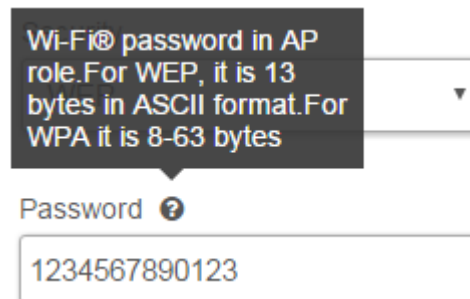 Security
Wi-Fi® password in AP
role.For WEP, it is 13
bytes in ASCII format.For
WPA it is 8-63 bytes
Password
1234567890123